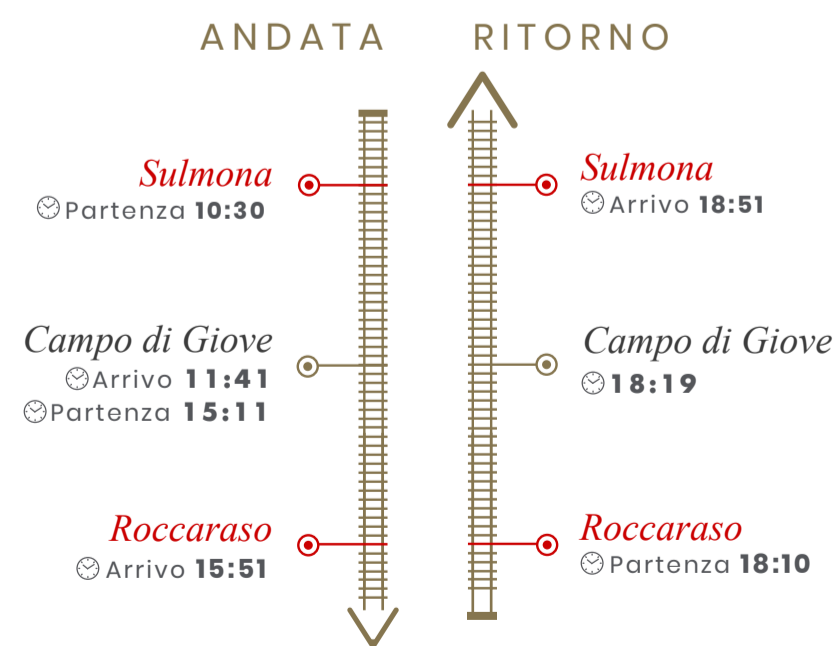 ANDATA
Sulmona
Partenza 10:30
Campo di Giove
Arrivo 11:41
Partenza 15:11
Roccaraso
Arrivo 15:51
RITORNO
Sulmona
Arrivo 18:51
Campo di Giove
18:19
Roccaraso
Partenza 18:10